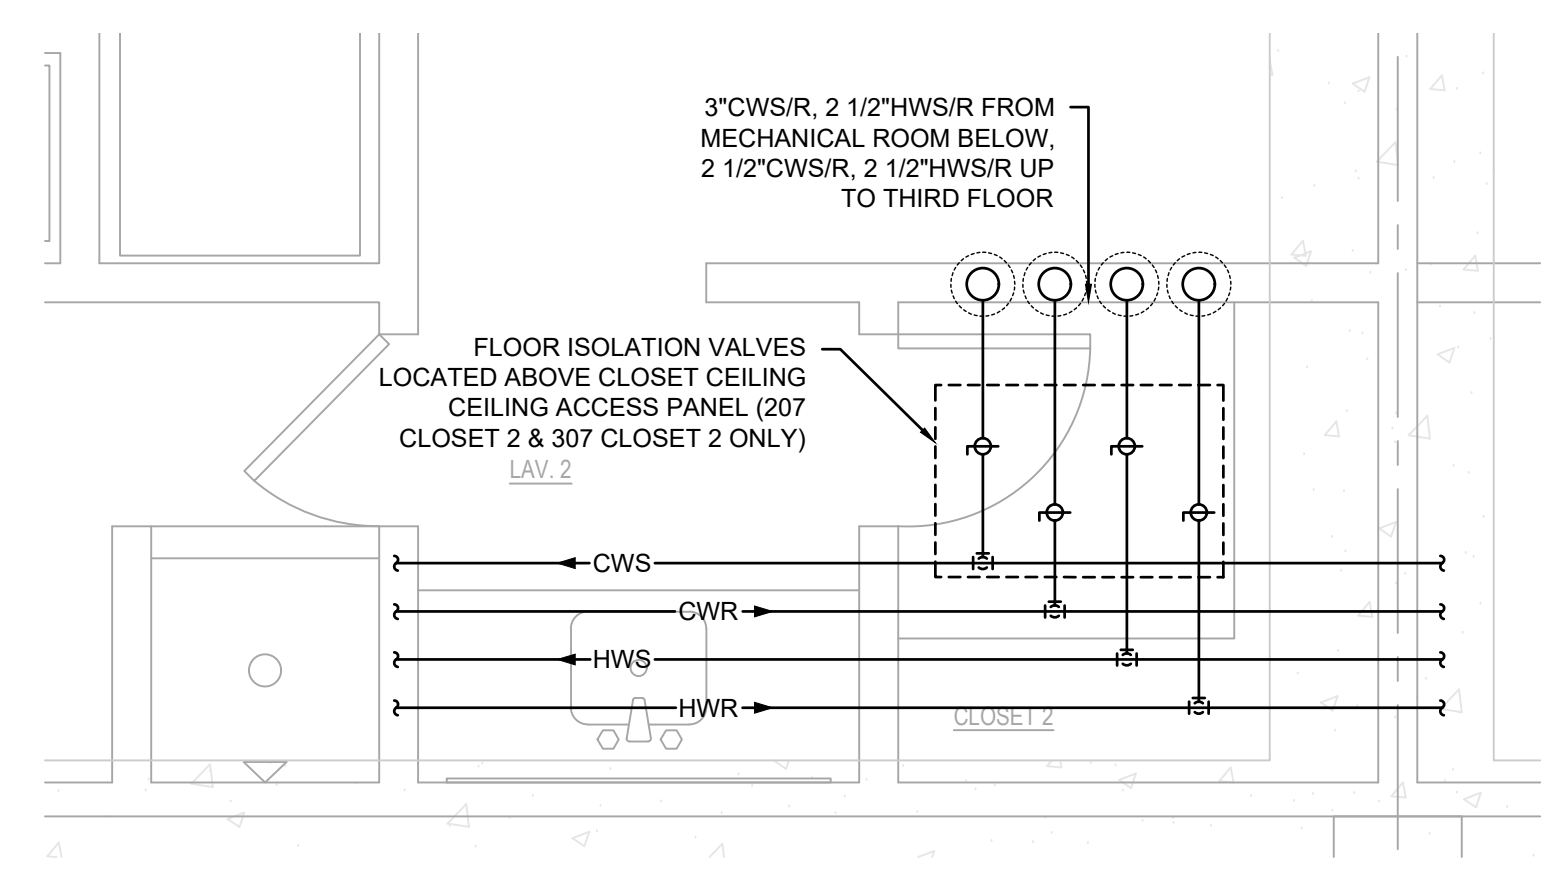 3"CWS/R, 2 1/2"HWS/R FROM
MECHANICAL ROOM BELOW,
2 1/2"CWS/R, 2 1/2"HWS/R UP
TO THIRD FLOOR
FLOOR ISOLATION VALVES
LOCATED ABOVE CLOSET CEILING
CEILING ACCESS PANEL (207
CLOSET 2 & 307 CLOSET 2 ONLY)
LAV. 2
CWS
CWR
HWS
HWR
CLOSET 2